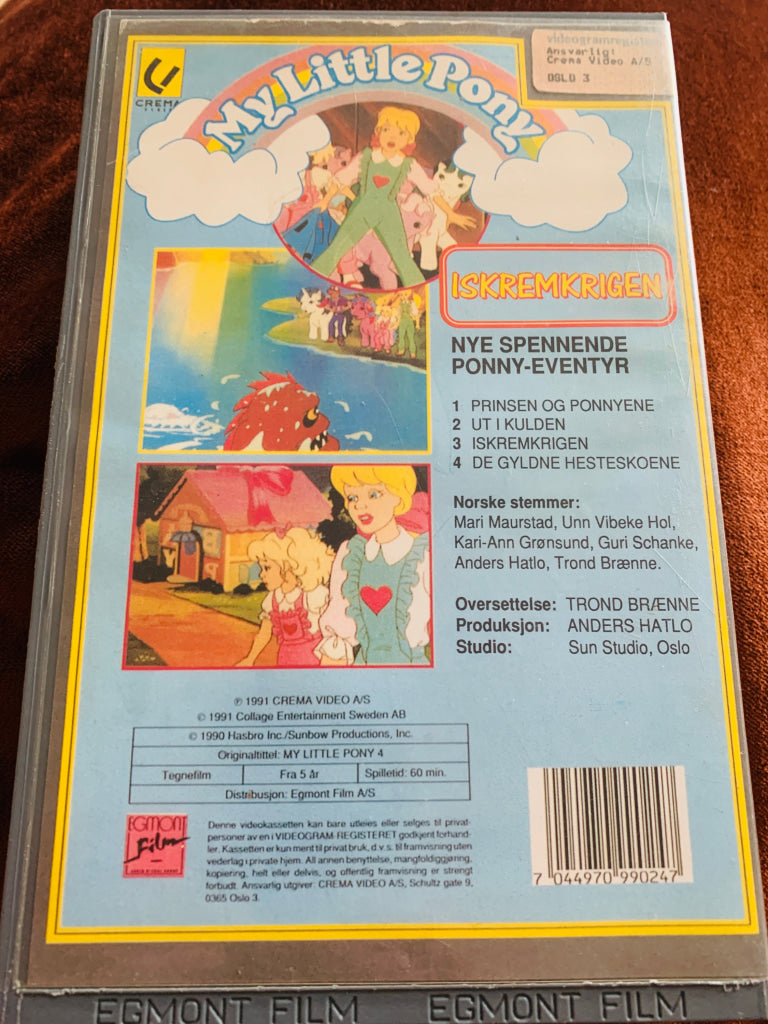 videogramregister
Ansvarlig:
Crema Video A/S
OSLO 3
CREMA
VIDEO
My Little Pony
ISKREMKRIGEN
NYE SPENNENDE
PONNY-EVENTYR
1 PRINSEN OG PONNYENE
2 UT I KULDEN
3 ISKREMKRIGEN
4 DE GYLDNE HESTESKOENE
Norske stemmer:
Mari Maurstad, Unn Vibeke Hol,
Kari-Ann Grønsund, Guri Schanke,
Anders Hatlo, Trond Brænne.
Oversettelse: TROND BRÆNNE
Produksjon: ANDERS HATLO
Studio: Sun Studio, Oslo
℗ 1991 CREMA VIDEO A/S
© 1991 Collage Entertainment Sweden AB
© 1990 Hasbro Inc./Sunbow Productions, Inc.
Originaltittel: MY LITTLE PONY 4
Tegnefilm Fra 5 år Spilletid: 60 min.
Distribusjon: Egmont Film A/S
EGMONT
Film
Denne videokassetten kan bare utleies eller selges til privat-
personer av en i VIDEOGRAM REGISTERET godkjent forhand-
ler. Kassetten er kun ment til privat bruk, d.v.s. til framvisning uten
vederlag i private hjem. All annen benyttelse, mangfoldiggjøring,
kopiering, helt eller delvis, og offentlig framvisning er strengt
forbudt. Ansvarlig utgiver: CREMA VIDEO A/S, Schultz gate 9,
0365 Oslo 3.
7 044970 990247
EGMONT FILM EGMONT FILM